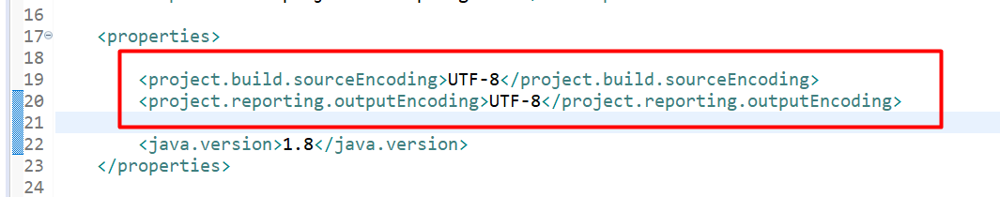 16
17 <properties>
18
19 <project.build.sourceEncoding>UTF-8</project.build.sourceEncoding>
20 <project.reporting.outputEncoding>UTF-8</project.reporting.outputEncoding>
21
22 <java.version>1.8</java.version>
23 </properties>
24